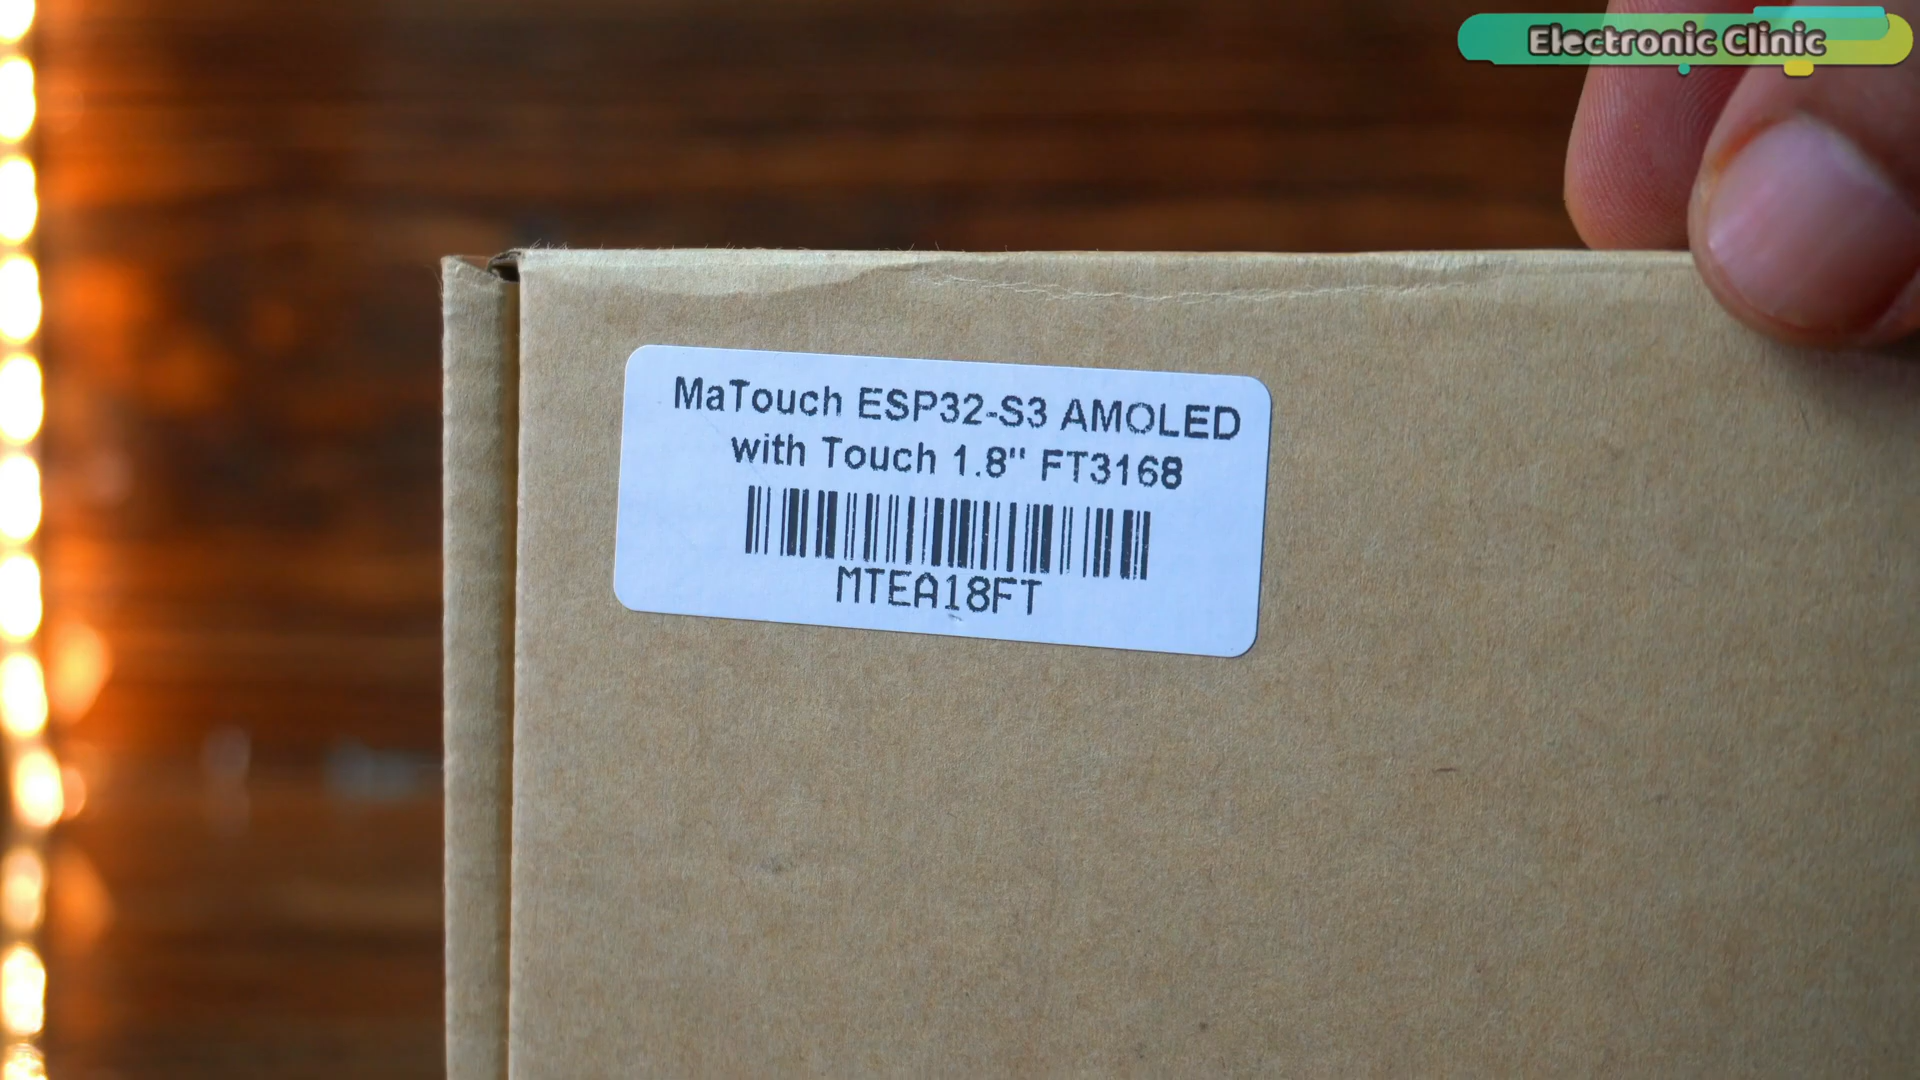 Electronic Clinic
MaTouch ESP32-S3 AMOLED
with Touch 1.8" FT3168
MTEA18FT